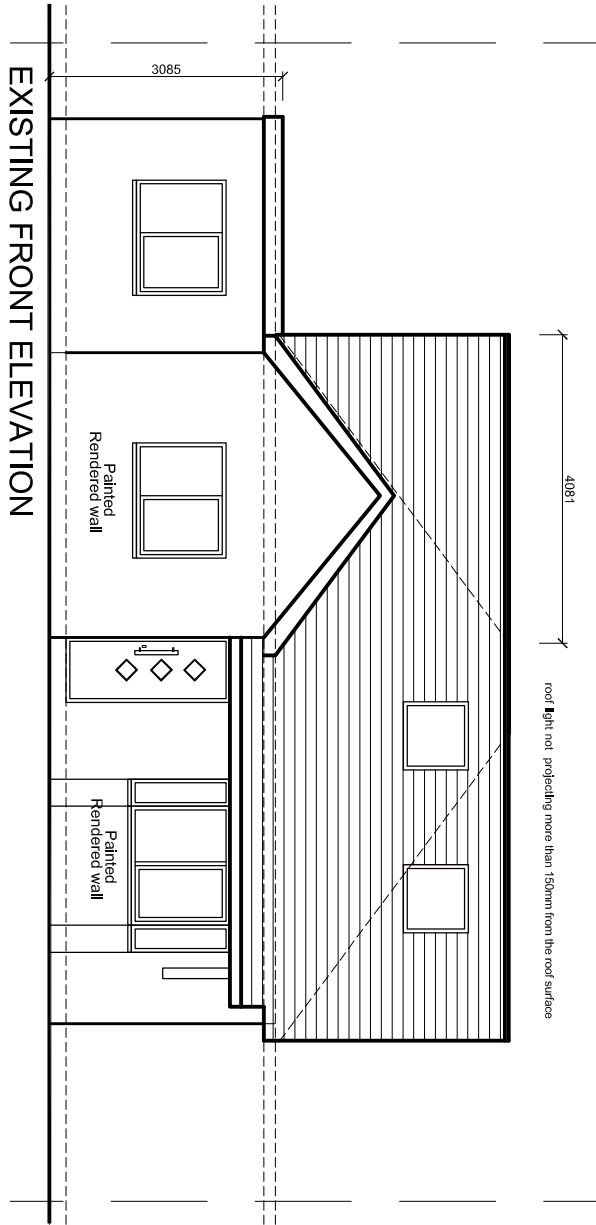 3085
4081
roof light not projecting more than 150mm from the roof surface
Painted
Rendered wall
Painted
Rendered wall
EXISTING FRONT ELEVATION